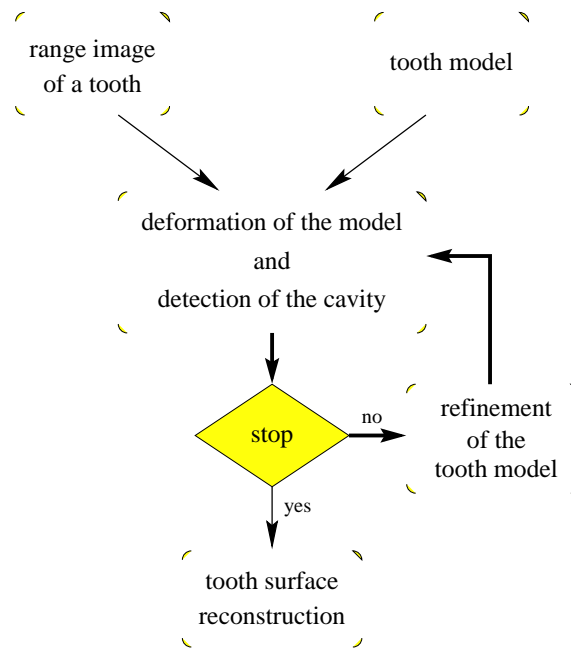 range image
of a tooth
tooth model
deformation of the model
and
detection of the cavity
stop
no
refinement
of the
tooth model
yes
tooth surface
reconstruction